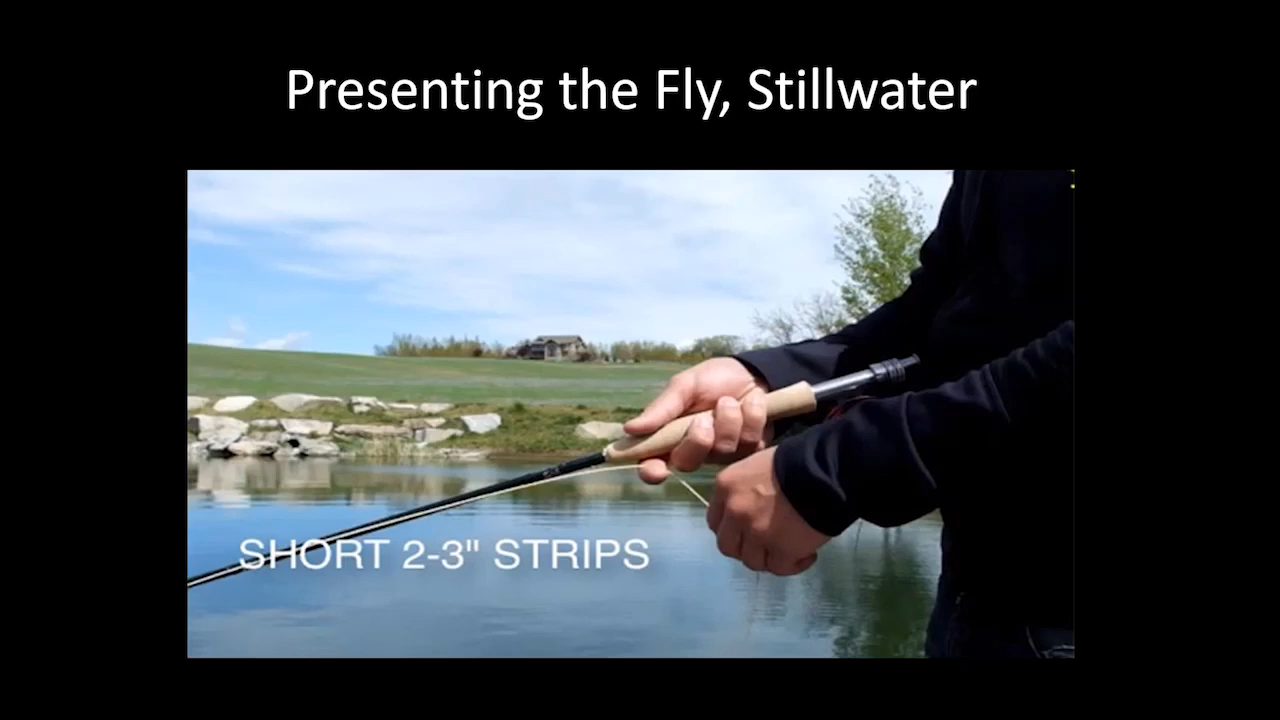 Presenting the Fly, Stillwater
SHORT 2-3" STRIPS